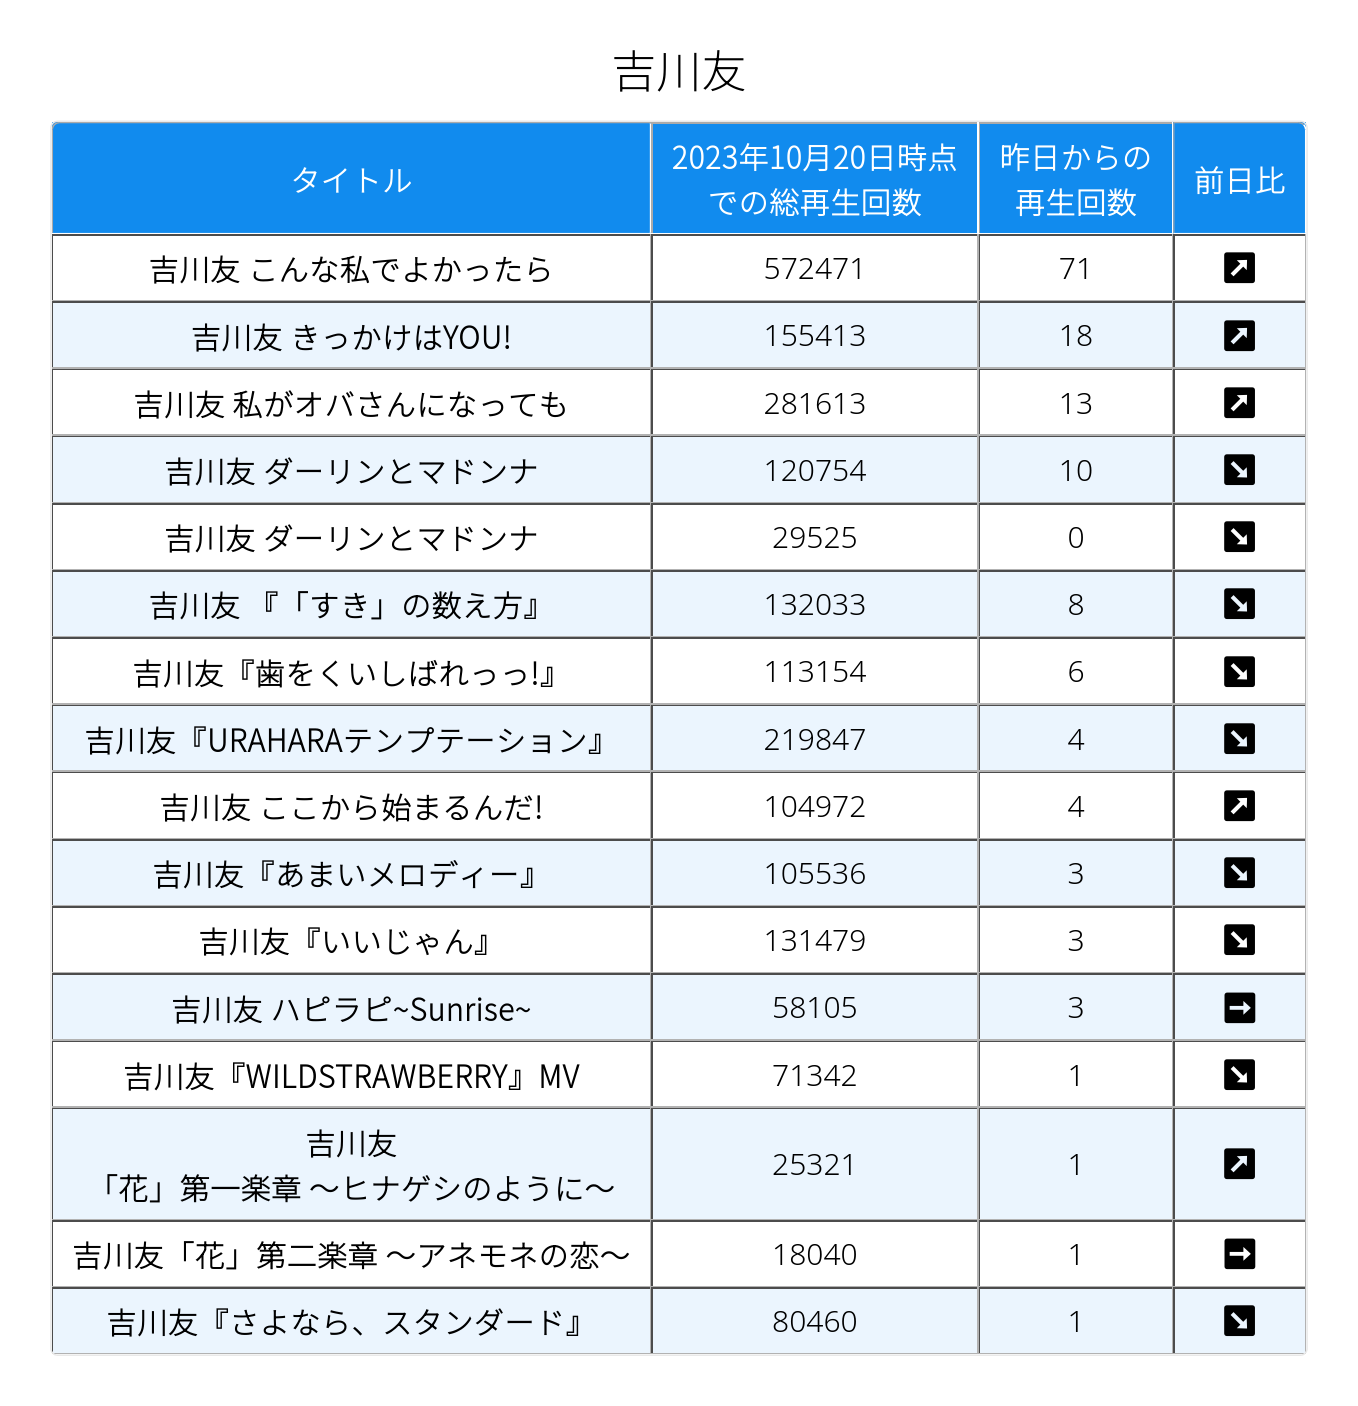 吉川友
タイトル
2023年10月20日時点
での総再生回数
昨日からの
再生回数
前日比
吉川友 こんな私でよかったら 572471 71 ↗
吉川友 きっかけはYOU! 155413 18 ↗
吉川友 私がオバさんになっても 281613 13 ↗
吉川友 ダーリンとマドンナ 120754 10 ↘
吉川友 ダーリンとマドンナ 29525 0 ↘
吉川友 『「すき」の数え方』 132033 8 ↘
吉川友『歯をくいしばれっっ!』 113154 6 ↘
吉川友『URAHARAテンプテーション』 219847 4 ↘
吉川友 ここから始まるんだ! 104972 4 ↗
吉川友『あまいメロディー』 105536 3 ↘
吉川友『いいじゃん』 131479 3 ↘
吉川友 ハピラピ~Sunrise~ 58105 3 →
吉川友『WILDSTRAWBERRY』MV 71342 1 ↘
吉川友
「花」第一楽章 〜ヒナゲシのように〜 25321 1 ↗
吉川友「花」第二楽章 〜アネモネの恋〜 18040 1 →
吉川友『さよなら、スタンダード』 80460 1 ↘